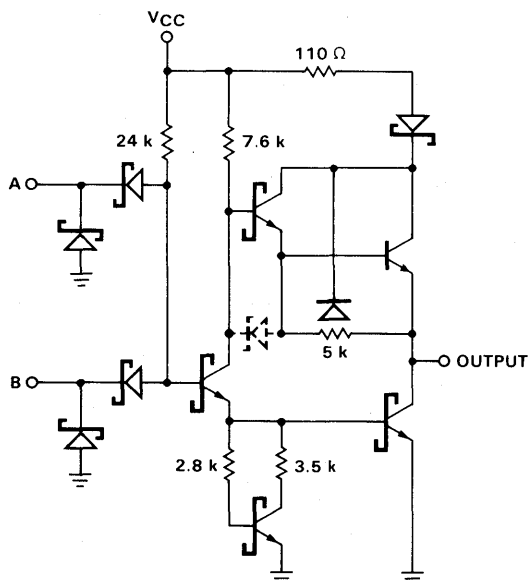 VCC
110 Ω
24 k
7.6 k
A
B
5 k
OUTPUT
2.8 k
3.5 k